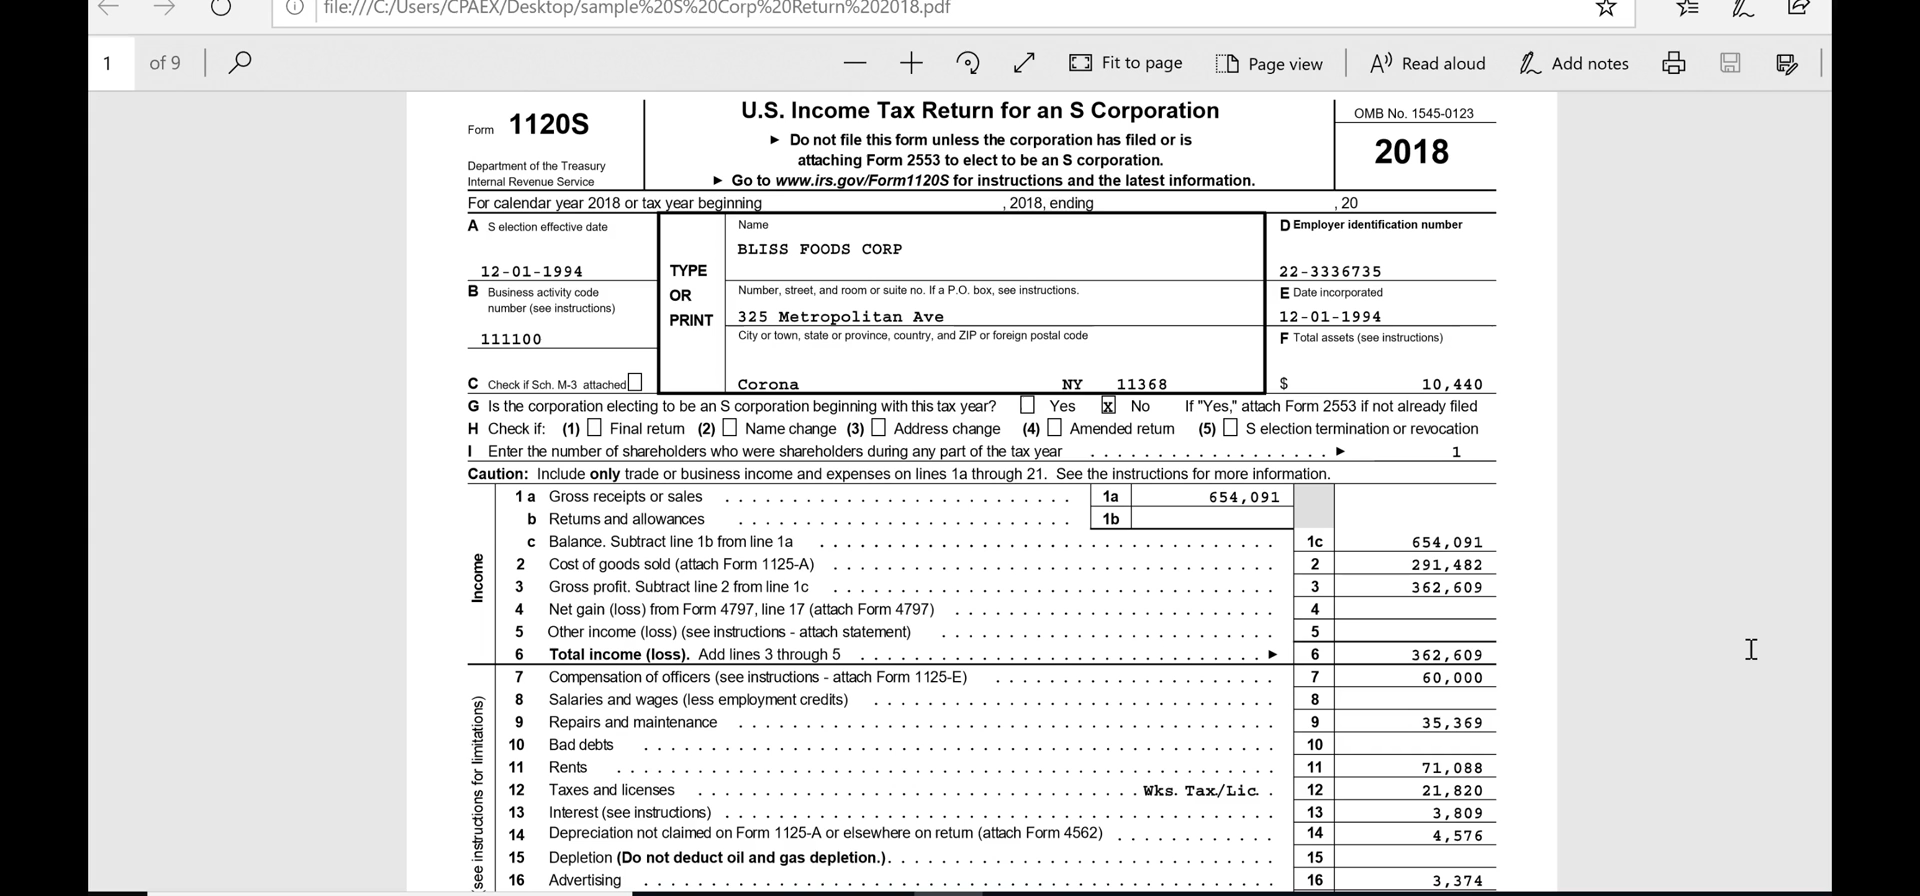 file:///C:/Users/CPAEX/Desktop/sample%20S%20Corp%20Return%202018.pdf
1 of 9 Fit to page Page view Read aloud Add notes
Form 1120S
Department of the Treasury
Internal Revenue Service
U.S. Income Tax Return for an S Corporation
► Do not file this form unless the corporation has filed or is
attaching Form 2553 to elect to be an S corporation.
► Go to www.irs.gov/Form1120S for instructions and the latest information.
OMB No. 1545-0123
2018
For calendar year 2018 or tax year beginning , 2018, ending , 20
A S election effective date
12-01-1994
B Business activity code
number (see instructions)
111100
C Check if Sch. M-3 attached
TYPE
OR
PRINT
Name
BLISS FOODS CORP
Number, street, and room or suite no. If a P.O. box, see instructions.
325 Metropolitan Ave
City or town, state or province, country, and ZIP or foreign postal code
Corona NY 11368
D Employer identification number
22-3336735
E Date incorporated
12-01-1994
F Total assets (see instructions)
$ 10,440
G Is the corporation electing to be an S corporation beginning with this tax year? Yes x No If "Yes," attach Form 2553 if not already filed
H Check if: (1) Final return (2) Name change (3) Address change (4) Amended return (5) S election termination or revocation
I Enter the number of shareholders who were shareholders during any part of the tax year . . . . . . . . . . . . . . . . . . ► 1
Caution: Include only trade or business income and expenses on lines 1a through 21. See the instructions for more information.
Income
1 a Gross receipts or sales 1a 654,091
b Returns and allowances 1b
c Balance. Subtract line 1b from line 1a 1c 654,091
2 Cost of goods sold (attach Form 1125-A) 2 291,482
3 Gross profit. Subtract line 2 from line 1c 3 362,609
4 Net gain (loss) from Form 4797, line 17 (attach Form 4797) 4
5 Other income (loss) (see instructions - attach statement) 5
6 Total income (loss). Add lines 3 through 5 ► 6 362,609
see instructions for limitations)
7 Compensation of officers (see instructions - attach Form 1125-E) 7 60,000
8 Salaries and wages (less employment credits) 8
9 Repairs and maintenance 9 35,369
10 Bad debts 10
11 Rents 11 71,088
12 Taxes and licenses Wks. Tax/Lic. 12 21,820
13 Interest (see instructions) 13 3,809
14 Depreciation not claimed on Form 1125-A or elsewhere on return (attach Form 4562) 14 4,576
15 Depletion (Do not deduct oil and gas depletion.) 15
16 Advertising 16 3,374